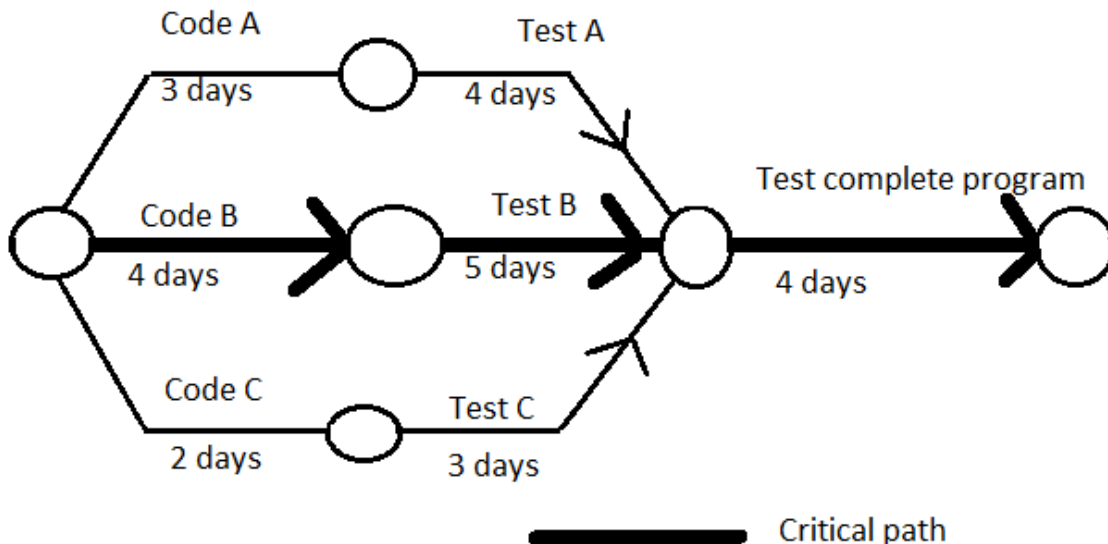 Code A
Test A
3 days
4 days
Test complete program
Code B
Test B
4 days
5 days
4 days
Code C
Test C
2 days
3 days
Critical path